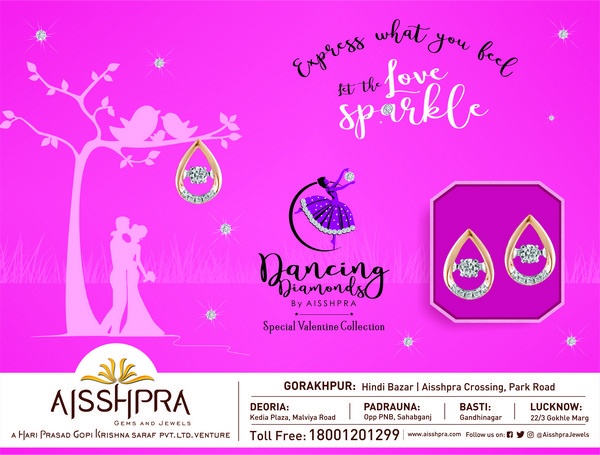 Express what you feel
Let the Love
sparkle
Dancing
Diamonds
By AISSHPRA
Special Valentine Collection
AISSHPRA
GEMS AND JEWELS
A HARI PRASAD GOPI KRISHNA SARAF PVT.LTD.VENTURE
GORAKHPUR: Hindi Bazar | Aisshpra Crossing, Park Road
DEORIA:
Kedia Plaza, Malviya Road
PADRAUNA:
Opp PNB, Sahabganj
BASTI:
Gandhinagar
LUCKNOW:
22/3 Gokhle Marg
Toll Free: 18001201299 | www.aisshpra.com Follow us on: @AisshpraJewels